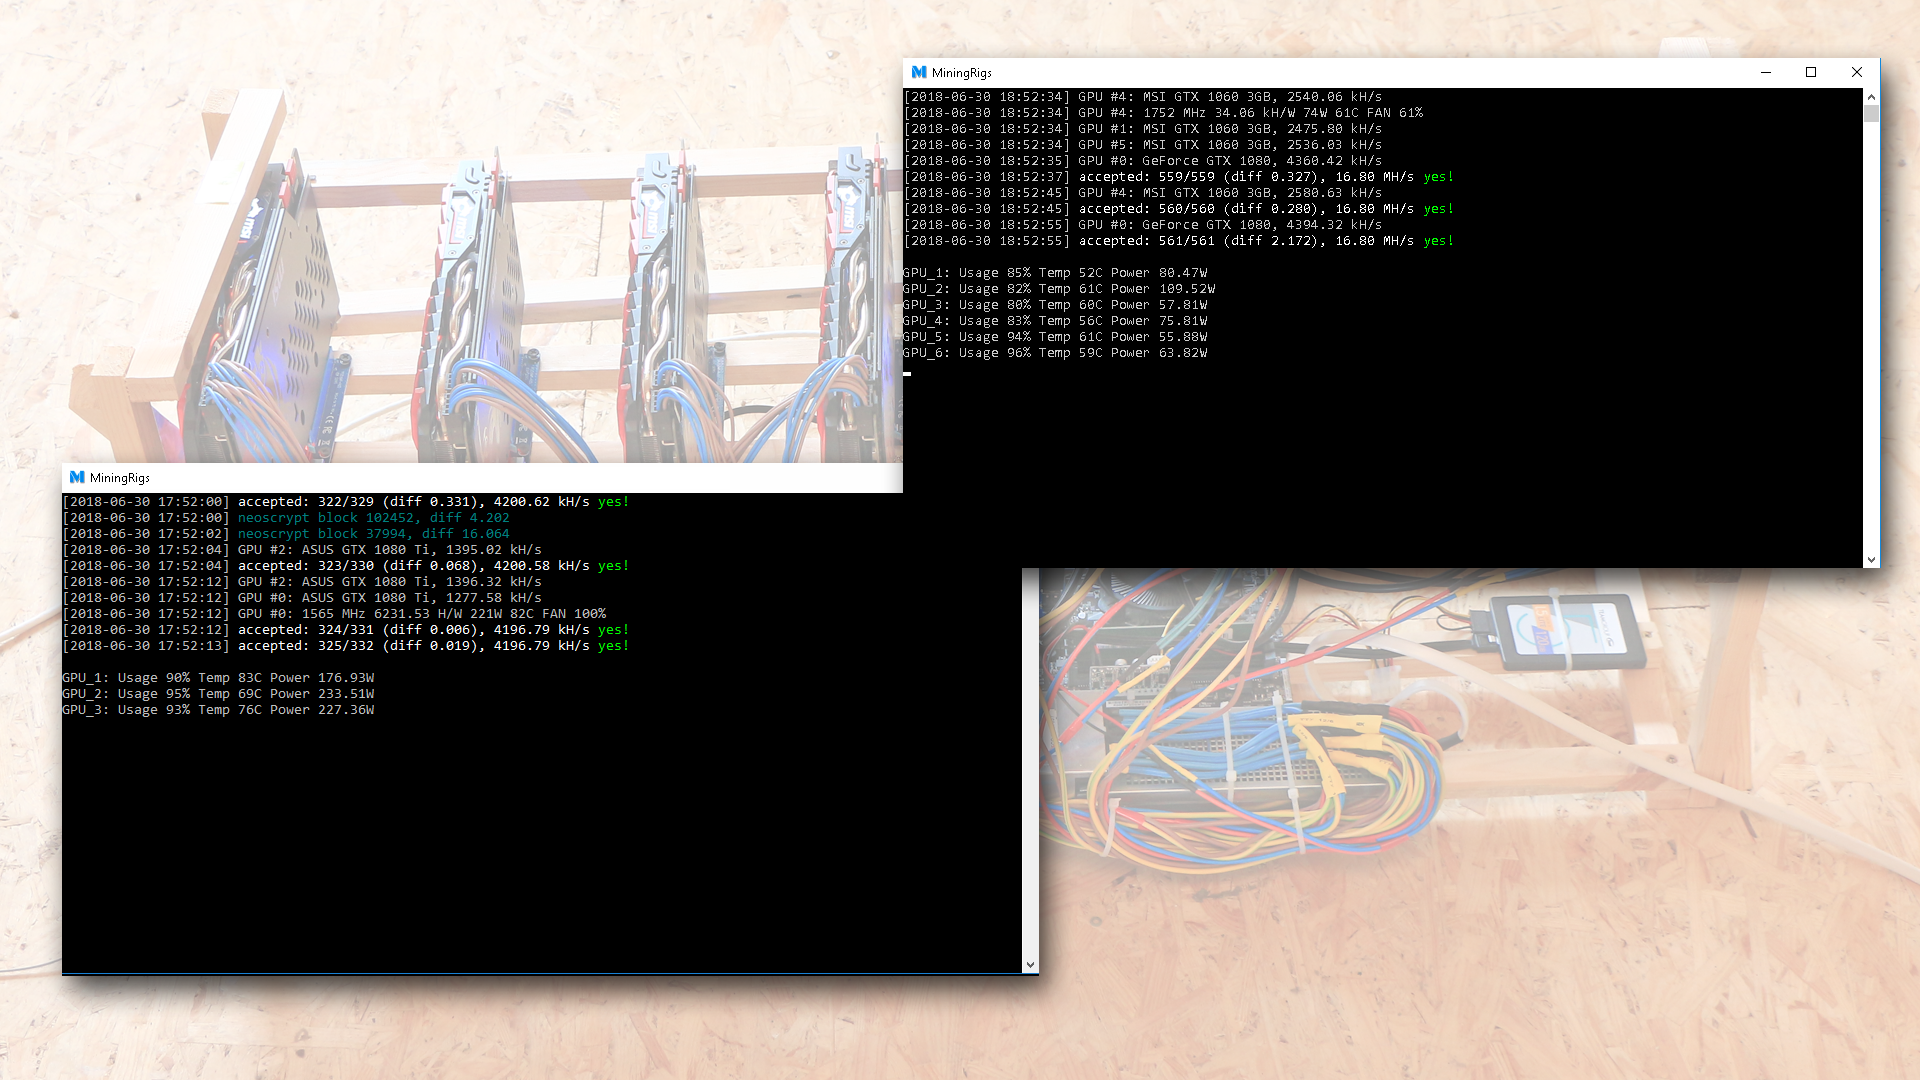 MiningRigs
[2018-06-30 18:52:34] GPU #4: MSI GTX 1060 3GB, 2540.06 kH/s
[2018-06-30 18:52:34] GPU #4: 1752 MHz 34.06 kH/W 74W 61C FAN 61%
[2018-06-30 18:52:34] GPU #1: MSI GTX 1060 3GB, 2475.80 kH/s
[2018-06-30 18:52:34] GPU #5: MSI GTX 1060 3GB, 2536.03 kH/s
[2018-06-30 18:52:35] GPU #0: GeForce GTX 1080, 4360.42 kH/s
[2018-06-30 18:52:37] accepted: 559/559 (diff 0.327), 16.80 MH/s yes!
[2018-06-30 18:52:45] GPU #4: MSI GTX 1060 3GB, 2580.63 kH/s
[2018-06-30 18:52:45] accepted: 560/560 (diff 0.280), 16.80 MH/s yes!
[2018-06-30 18:52:55] GPU #0: GeForce GTX 1080, 4394.32 kH/s
[2018-06-30 18:52:55] accepted: 561/561 (diff 2.172), 16.80 MH/s yes!
GPU_1: Usage 85% Temp 52C Power 80.47W
GPU_2: Usage 82% Temp 61C Power 109.52W
GPU_3: Usage 80% Temp 60C Power 57.81W
GPU_4: Usage 83% Temp 56C Power 75.81W
GPU_5: Usage 94% Temp 61C Power 55.88W
GPU_6: Usage 96% Temp 59C Power 63.82W
msi
MiningRigs
[2018-06-30 17:52:00] accepted: 322/329 (diff 0.331), 4200.62 kH/s yes!
[2018-06-30 17:52:00] neoscrypt block 102452, diff 4.202
[2018-06-30 17:52:02] neoscrypt block 37994, diff 16.064
[2018-06-30 17:52:04] GPU #2: ASUS GTX 1080 Ti, 1395.02 kH/s
[2018-06-30 17:52:04] accepted: 323/330 (diff 0.068), 4200.58 kH/s yes!
[2018-06-30 17:52:12] GPU #2: ASUS GTX 1080 Ti, 1396.32 kH/s
[2018-06-30 17:52:12] GPU #0: ASUS GTX 1080 Ti, 1277.58 kH/s
[2018-06-30 17:52:12] GPU #0: 1565 MHz 6231.53 H/W 221W 82C FAN 100%
[2018-06-30 17:52:12] accepted: 324/331 (diff 0.006), 4196.79 kH/s yes!
[2018-06-30 17:52:13] accepted: 325/332 (diff 0.019), 4196.79 kH/s yes!
GPU_1: Usage 90% Temp 83C Power 176.93W
GPU_2: Usage 95% Temp 69C Power 233.51W
GPU_3: Usage 93% Temp 76C Power 227.36W